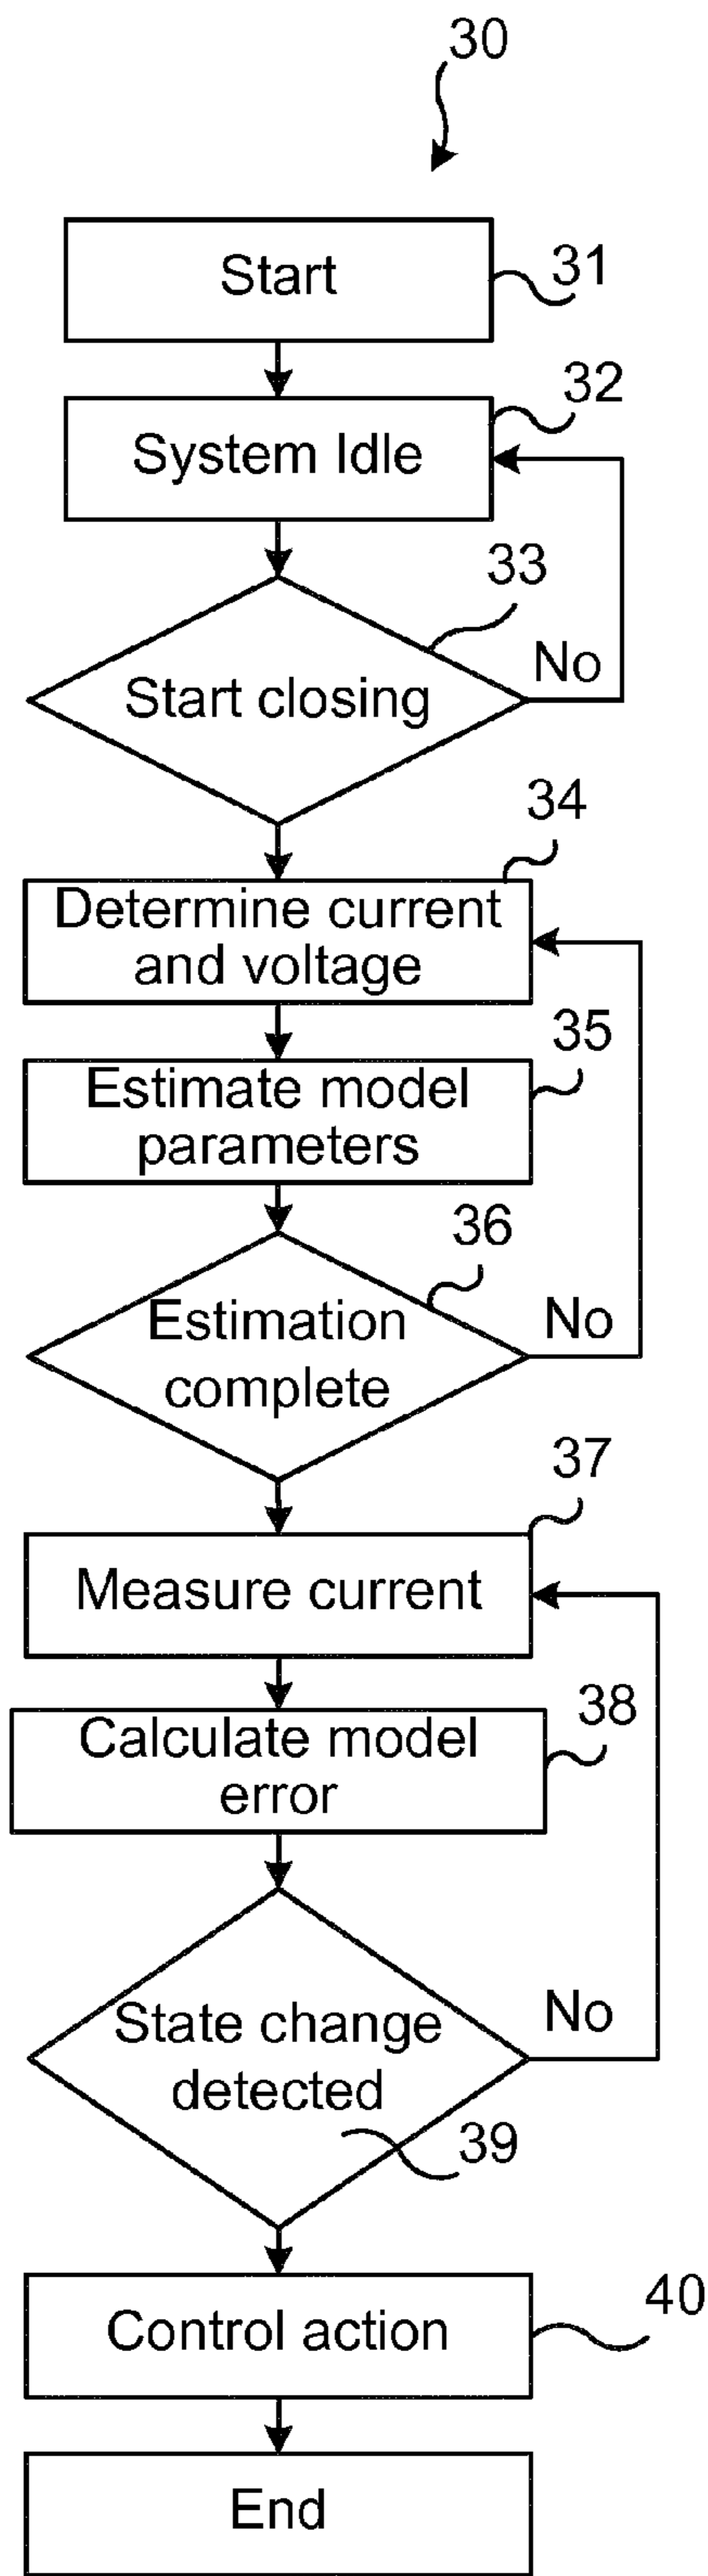 30
Start
31
32
System Idle
33
No
Start closing
34
Determine current
and voltage
35
Estimate model
parameters
36
Estimation
complete
No
37
Measure current
38
Calculate model
error
State change
detected
No
39
40
Control action
End